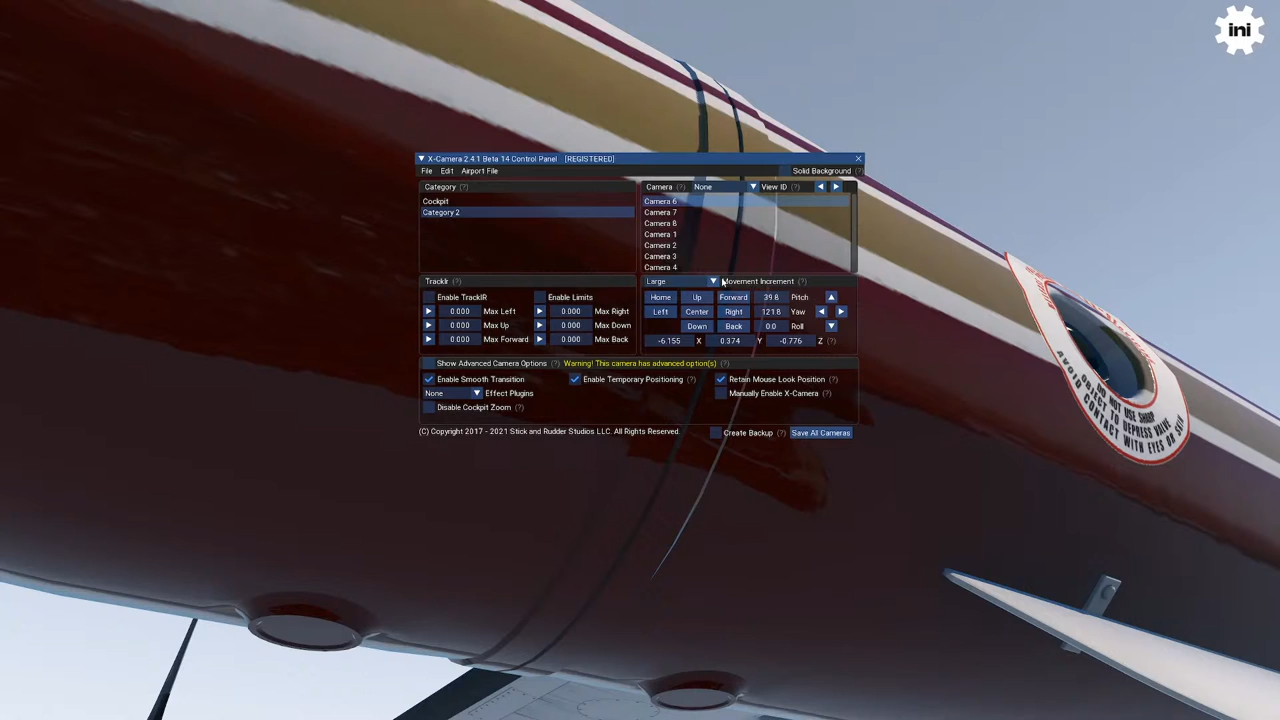 ini
X-Camera 2.4.1 Beta 14 Control Panel [REGISTERED]
File Edit Airport File
Solid Background (?)
Category (?)
Cockpit
Category 2
Camera (?) None View ID (?)
Camera 6
Camera 7
Camera 8
Camera 1
Camera 2
Camera 3
Camera 4
TrackIr (?)
Enable TrackIR Enable Limits
0.000 Max Left 0.000 Max Right
0.000 Max Up 0.000 Max Down
0.000 Max Forward 0.000 Max Back
Large Movement Increment (?)
Home Up Forward 39.8 Pitch
Left Center Right 121.8 Yaw
Down Back 0.0 Roll
-6.155 X 0.374 Y -0.776 Z (?)
Show Advanced Camera Options (?) Warning! This camera has advanced option(s) (?)
Enable Smooth Transition Enable Temporary Positioning (?) Retain Mouse Look Position (?)
None Effect Plugins Manually Enable X-Camera (?)
Disable Cockpit Zoom (?)
(C) Copyright 2017 - 2021 Stick and Rudder Studios LLC. All Rights Reserved.
Create Backup (?) Save All Cameras
OBJECT DO NOT USE SHARP
TO DEPRESS VALVE
AVOID CONTACT WITH EYES OR